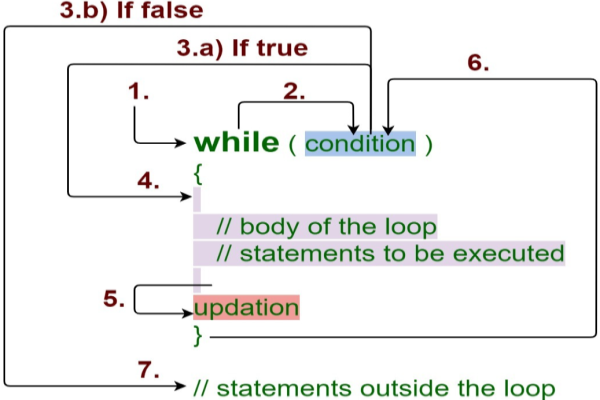 3.b) If false
3.a) If true
6.
1.
2.
while ( condition )
4.
{
// body of the loop
// statements to be executed
5.
updation
}
7.
// statements outside the loop